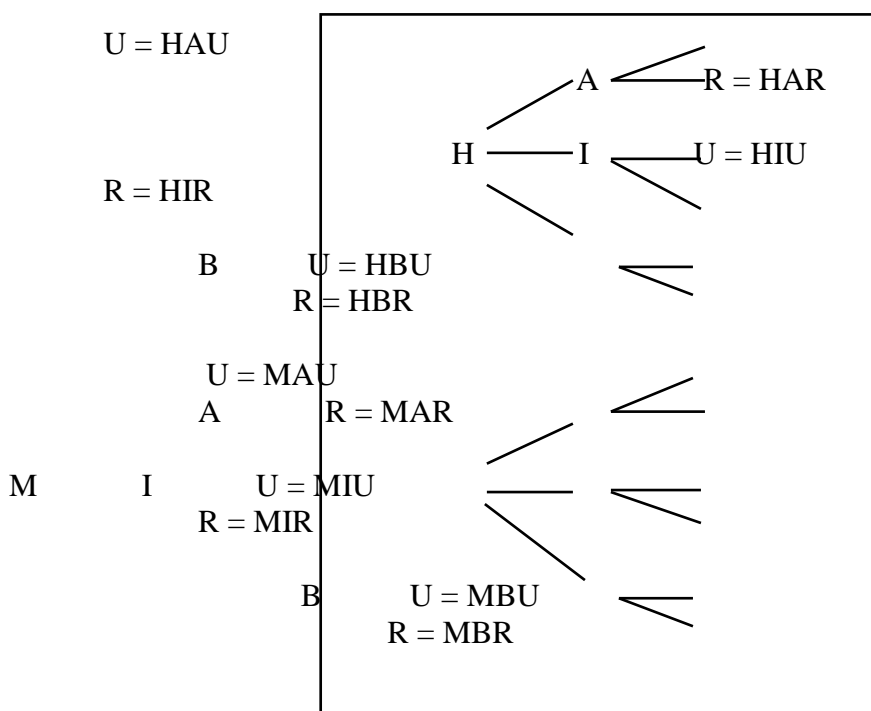 U = HAU
A R = HAR
H I U = HIU
R = HIR
B U = HBU
R = HBR
U = MAU
A R = MAR
M I U = MIU
R = MIR
B U = MBU
R = MBR